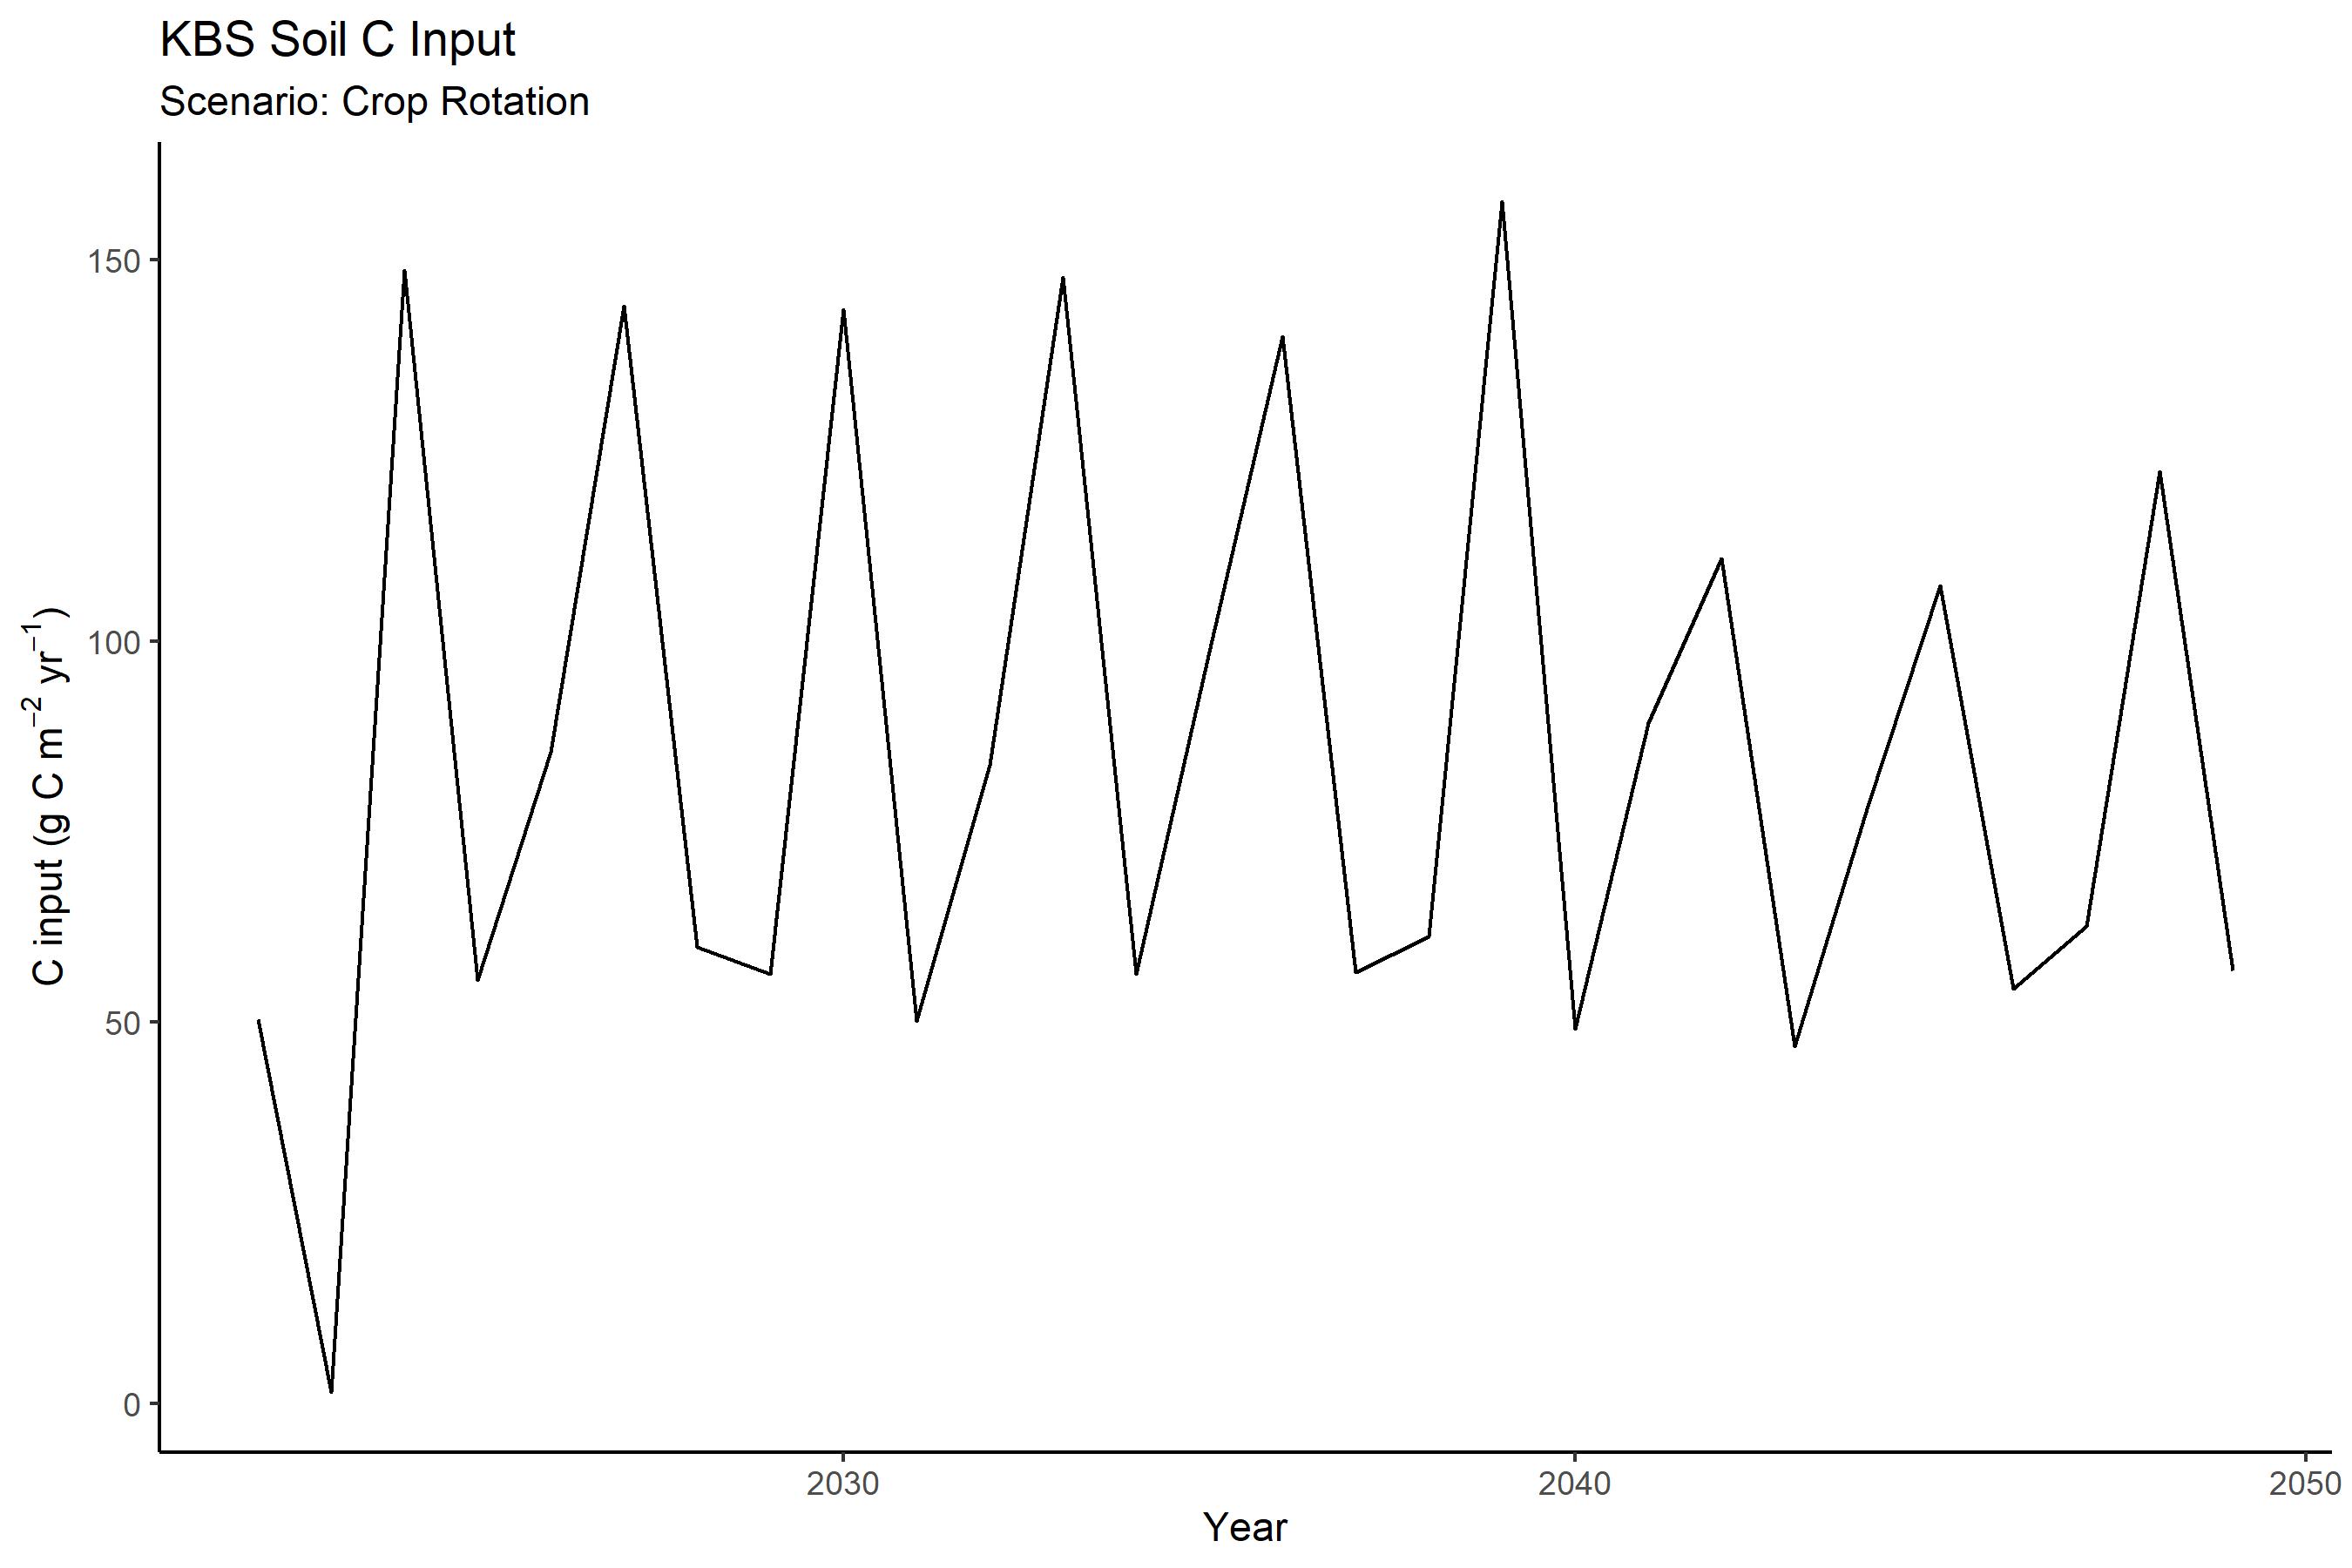 KBS Soil C Input
Scenario: Crop Rotation
C input (g C m⁻² yr⁻¹)
150
100
50
0
2030
2040
2050
Year